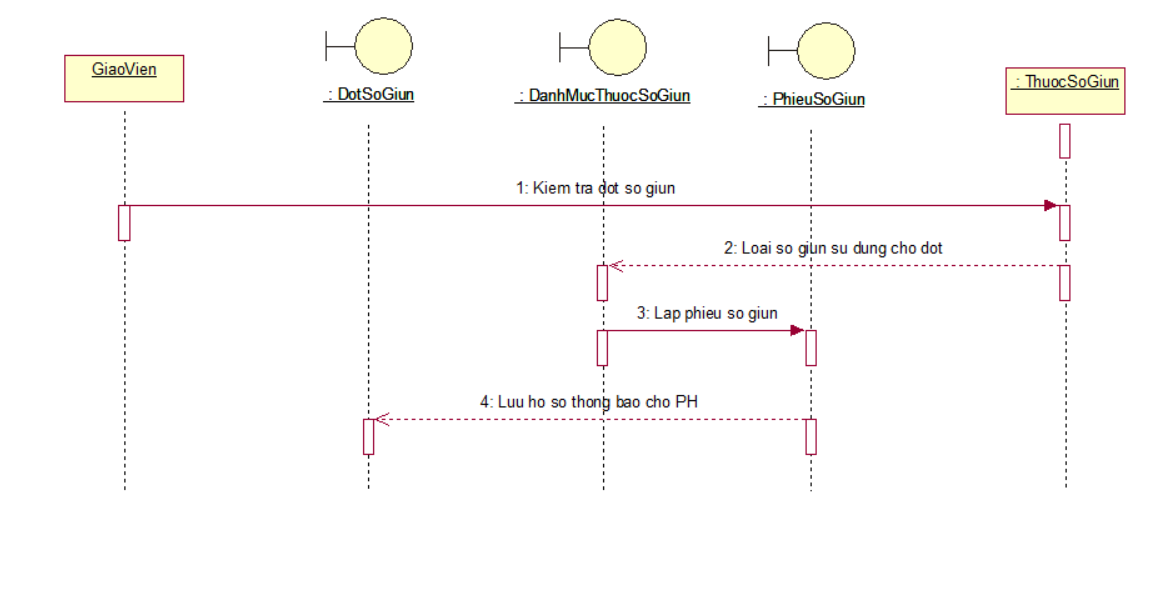 GiaoVien
: DotSoGiun
: DanhMucThuocSoGiun
: PhieuSoGiun
: ThuocSoGiun
1: Kiem tra dot so giun
2: Loai so giun su dung cho dot
3: Lap phieu so giun
4: Luu ho so thong bao cho PH